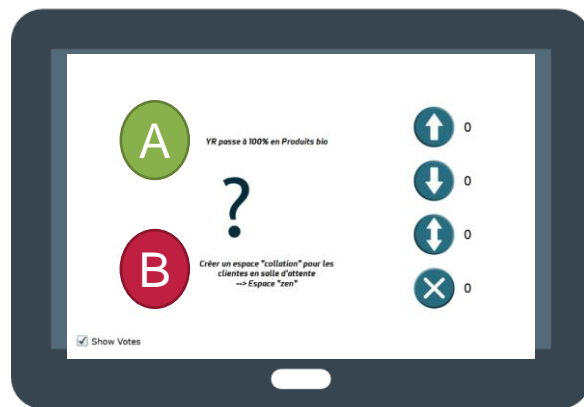 A
YR passe à 100% en Produits bio
?
B
Créer un espace "collation" pour les
clientes en salle d'attente
--> Espace "zen"
0
0
0
0
Show Votes